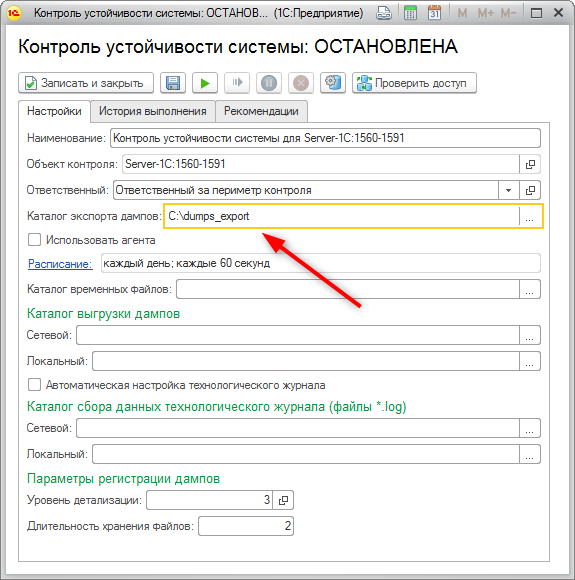 Контроль устойчивости системы: ОСТАНОВ... (1С:Предприятие)
31 M M+ M-
Контроль устойчивости системы: ОСТАНОВЛЕНА
Записать и закрыть Проверить доступ
Настройки История выполнения Рекомендации
Наименование: Контроль устойчивости системы для Server-1C:1560-1591
Объект контроля: Server-1C:1560-1591
Ответственный: Ответственный за периметр контроля
Каталог экспорта дампов: C:\dumps_export ...
Использовать агента
Расписание: каждый день; каждые 60 секунд
Каталог временных файлов: ...
Каталог выгрузки дампов
Сетевой: ...
Локальный: ...
Автоматическая настройка технологического журнала
Каталог сбора данных технологического журнала (файлы *.log)
Сетевой: ...
Локальный: ...
Параметры регистрации дампов
Уровень детализации: 3
Длительность хранения файлов: 2